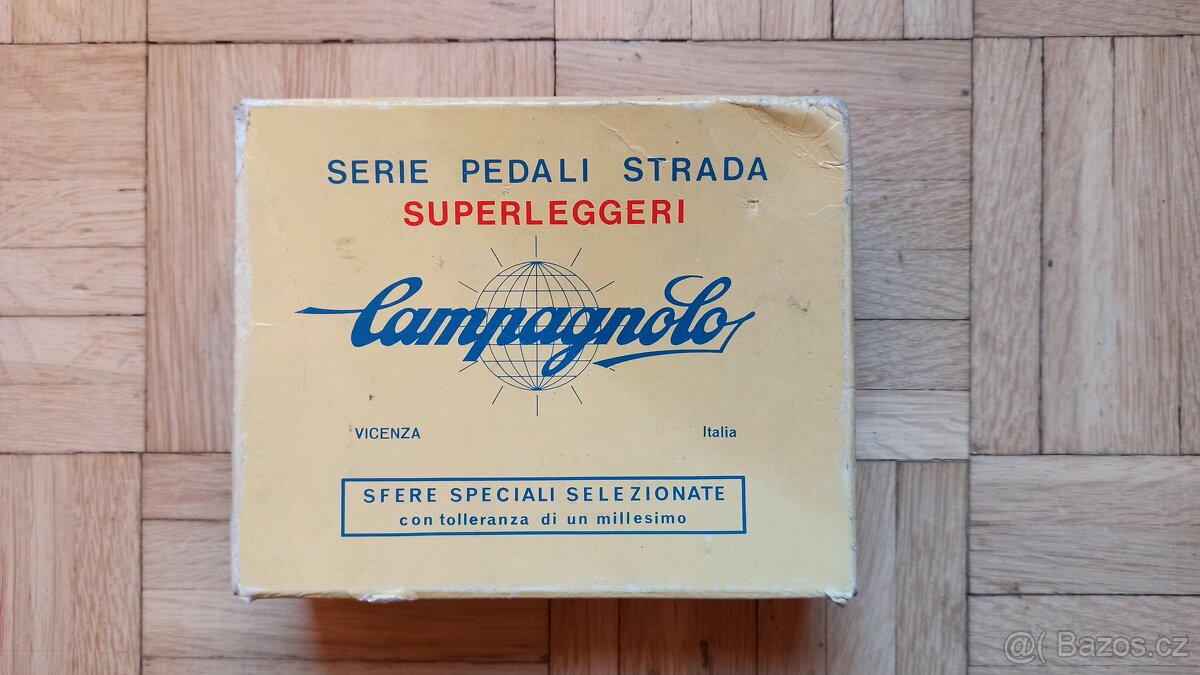 SERIE PEDALI STRADA
SUPERLEGGERI
Campagnolo
VICENZA Italia
SFERE SPECIALI SELEZIONATE
con tolleranza di un millesimo
@( Bazos.cz